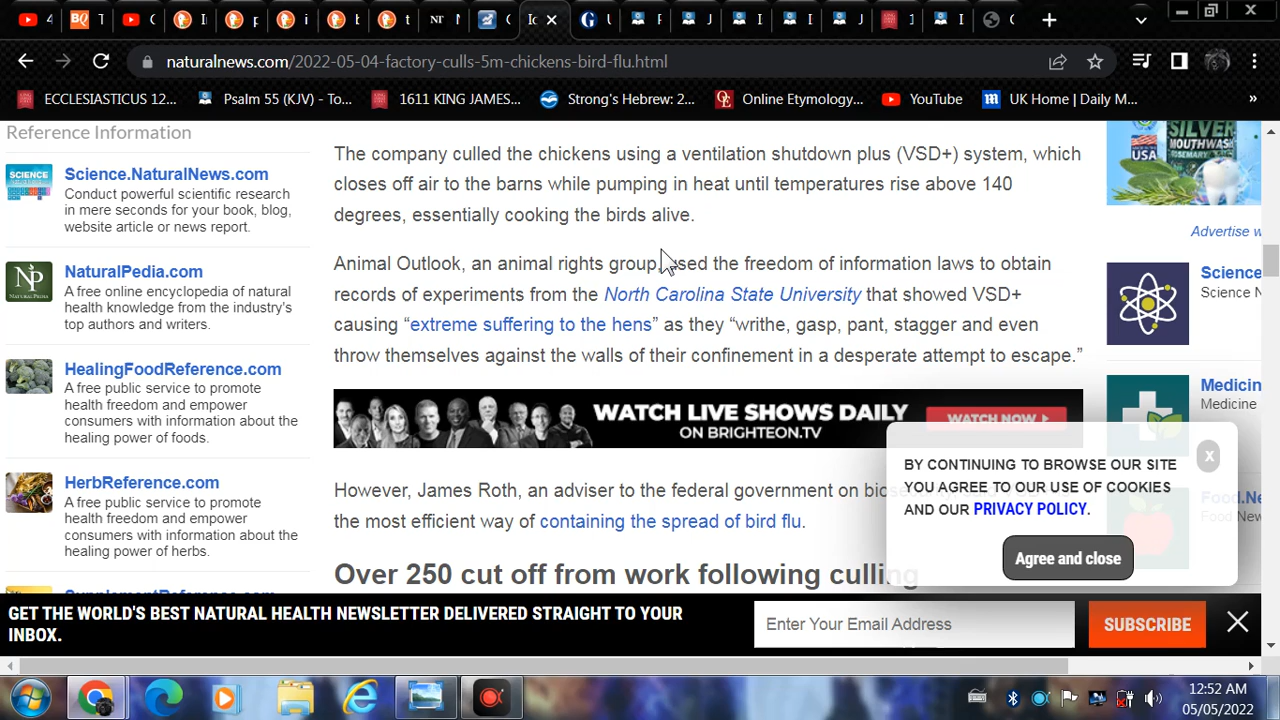 naturalnews.com/2022-05-04-factory-culls-5m-chickens-bird-flu.html
ECCLESIASTICUS 12... Psalm 55 (KJV) - To... 1611 KING JAMES... Strong's Hebrew: 2... Online Etymology... YouTube UK Home | Daily M... »
Reference Information
Science.NaturalNews.com
Conduct powerful scientific research
in mere seconds for your book, blog,
website article or news report.
NaturalPedia.com
A free online encyclopedia of natural
health knowledge from the industry's
top authors and writers.
HealingFoodReference.com
A free public service to promote
health freedom and empower
consumers with information about the
healing power of foods.
HerbReference.com
A free public service to promote
health freedom and empower
consumers with information about the
healing power of herbs.
The company culled the chickens using a ventilation shutdown plus (VSD+) system, which
closes off air to the barns while pumping in heat until temperatures rise above 140
degrees, essentially cooking the birds alive.
Animal Outlook, an animal rights group, used the freedom of information laws to obtain
records of experiments from the North Carolina State University that showed VSD+
causing “extreme suffering to the hens” as they “writhe, gasp, pant, stagger and even
throw themselves against the walls of their confinement in a desperate attempt to escape.”
WATCH LIVE SHOWS DAILY
ON BRIGHTEON.TV
WATCH NOW
However, James Roth, an adviser to the federal government on
the most efficient way of containing the spread of bird flu.
Over 250 cut off from work following culling
SILVER
MOUTHWASH
MADE IN
USA
Advertise w
Science
Science N
Medicin
Medicine
Food.Ne
Food New
BY CONTINUING TO BROWSE OUR SITE
YOU AGREE TO OUR USE OF COOKIES
AND OUR PRIVACY POLICY.
x
Agree and close
GET THE WORLD'S BEST NATURAL HEALTH NEWSLETTER DELIVERED STRAIGHT TO YOUR
INBOX.
Enter Your Email Address
SUBSCRIBE
12:52 AM
05/05/2022